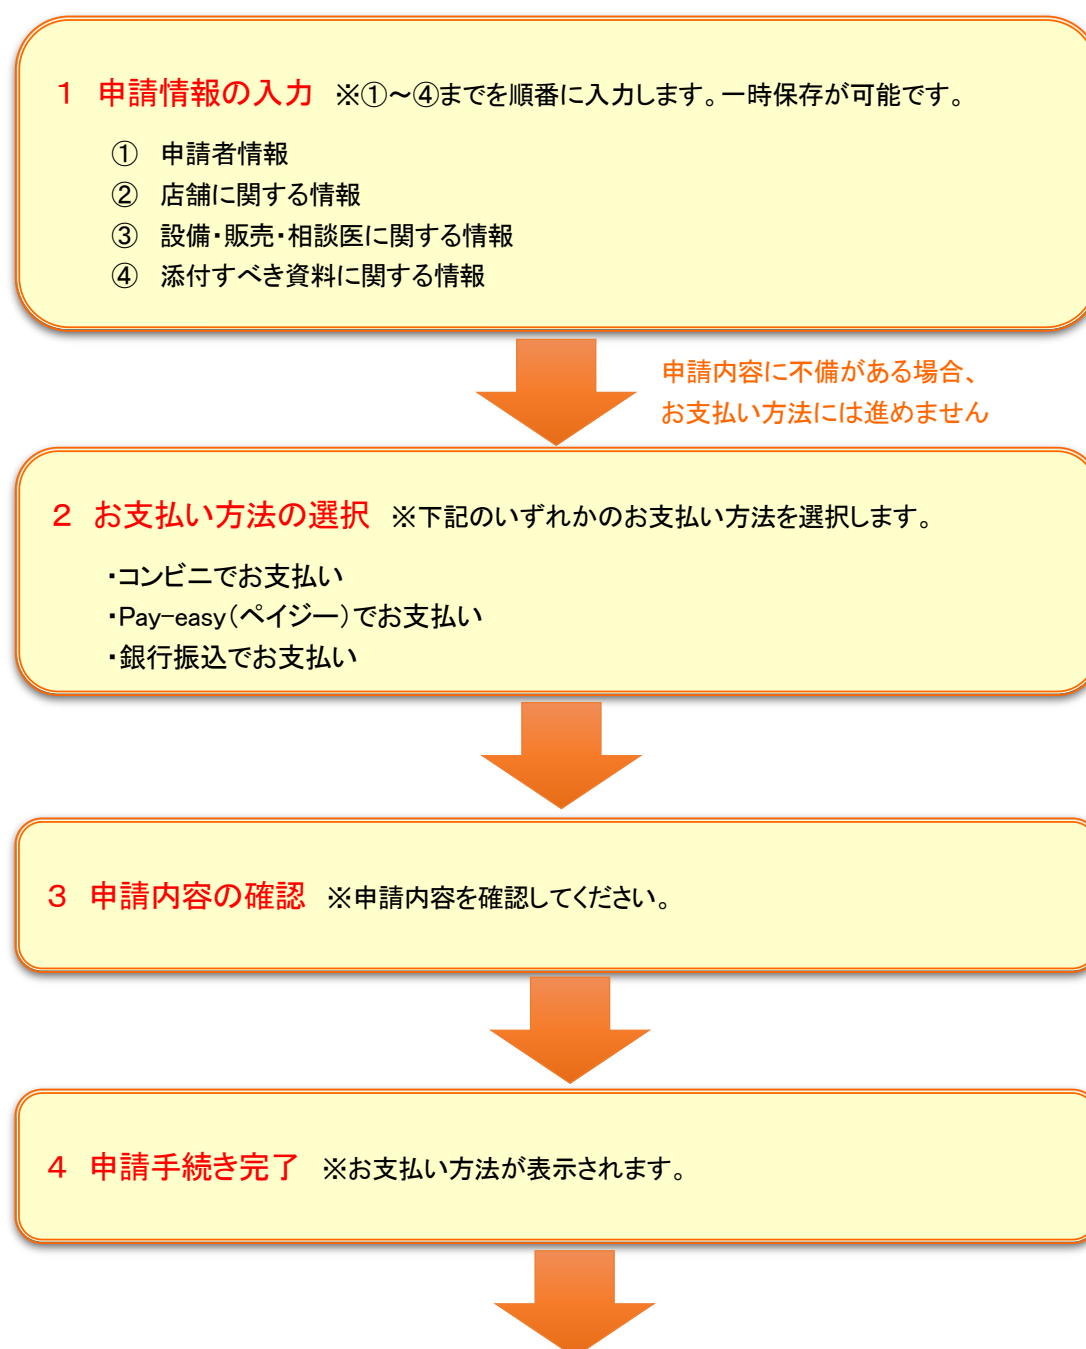 １　申請情報の入力　※①～④までを順番に入力します。一時保存が可能です。
①　申請者情報
②　店舗に関する情報
③　設備・販売・相談医に関する情報
④　添付すべき資料に関する情報
申請内容に不備がある場合、
お支払い方法には進めません
２　お支払い方法の選択　※下記のいずれかのお支払い方法を選択します。
・コンビニでお支払い
・Pay-easy（ペイジー）でお支払い
・銀行振込でお支払い
３　申請内容の確認　※申請内容を確認してください。
４　申請手続き完了　※お支払い方法が表示されます。